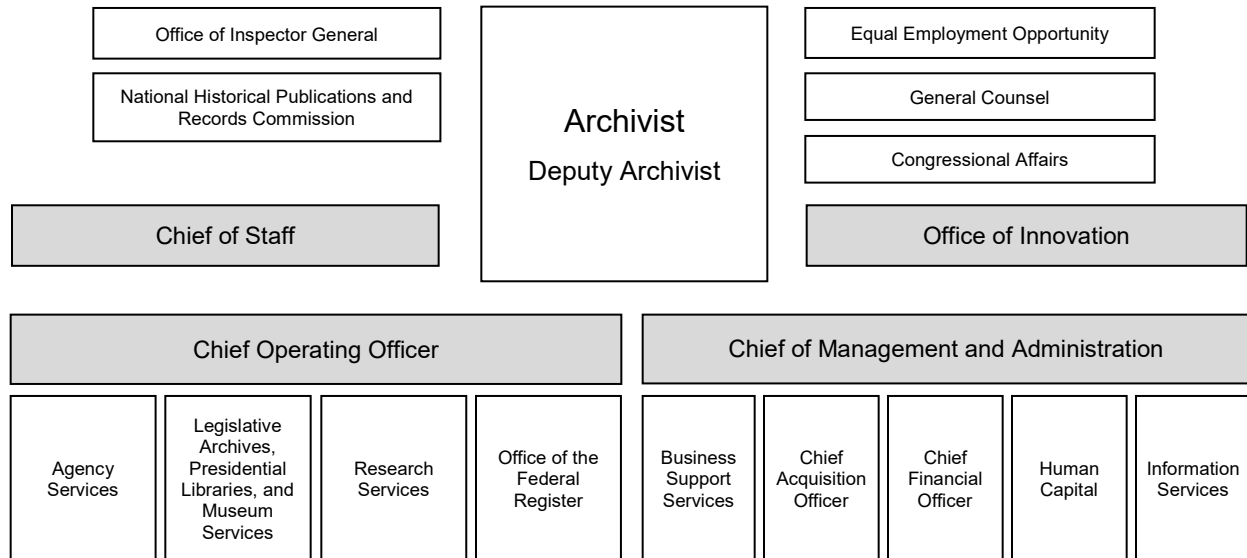 Office of Inspector General
National Historical Publications and
Records Commission
Archivist
Deputy Archivist
Equal Employment Opportunity
General Counsel
Congressional Affairs
Chief of Staff
Office of Innovation
Chief Operating Officer
Chief of Management and Administration
Agency
Services
Legislative
Archives,
Presidential
Libraries, and
Museum
Services
Research
Services
Office of the
Federal
Register
Business
Support
Services
Chief
Acquisition
Officer
Chief
Financial
Officer
Human
Capital
Information
Services